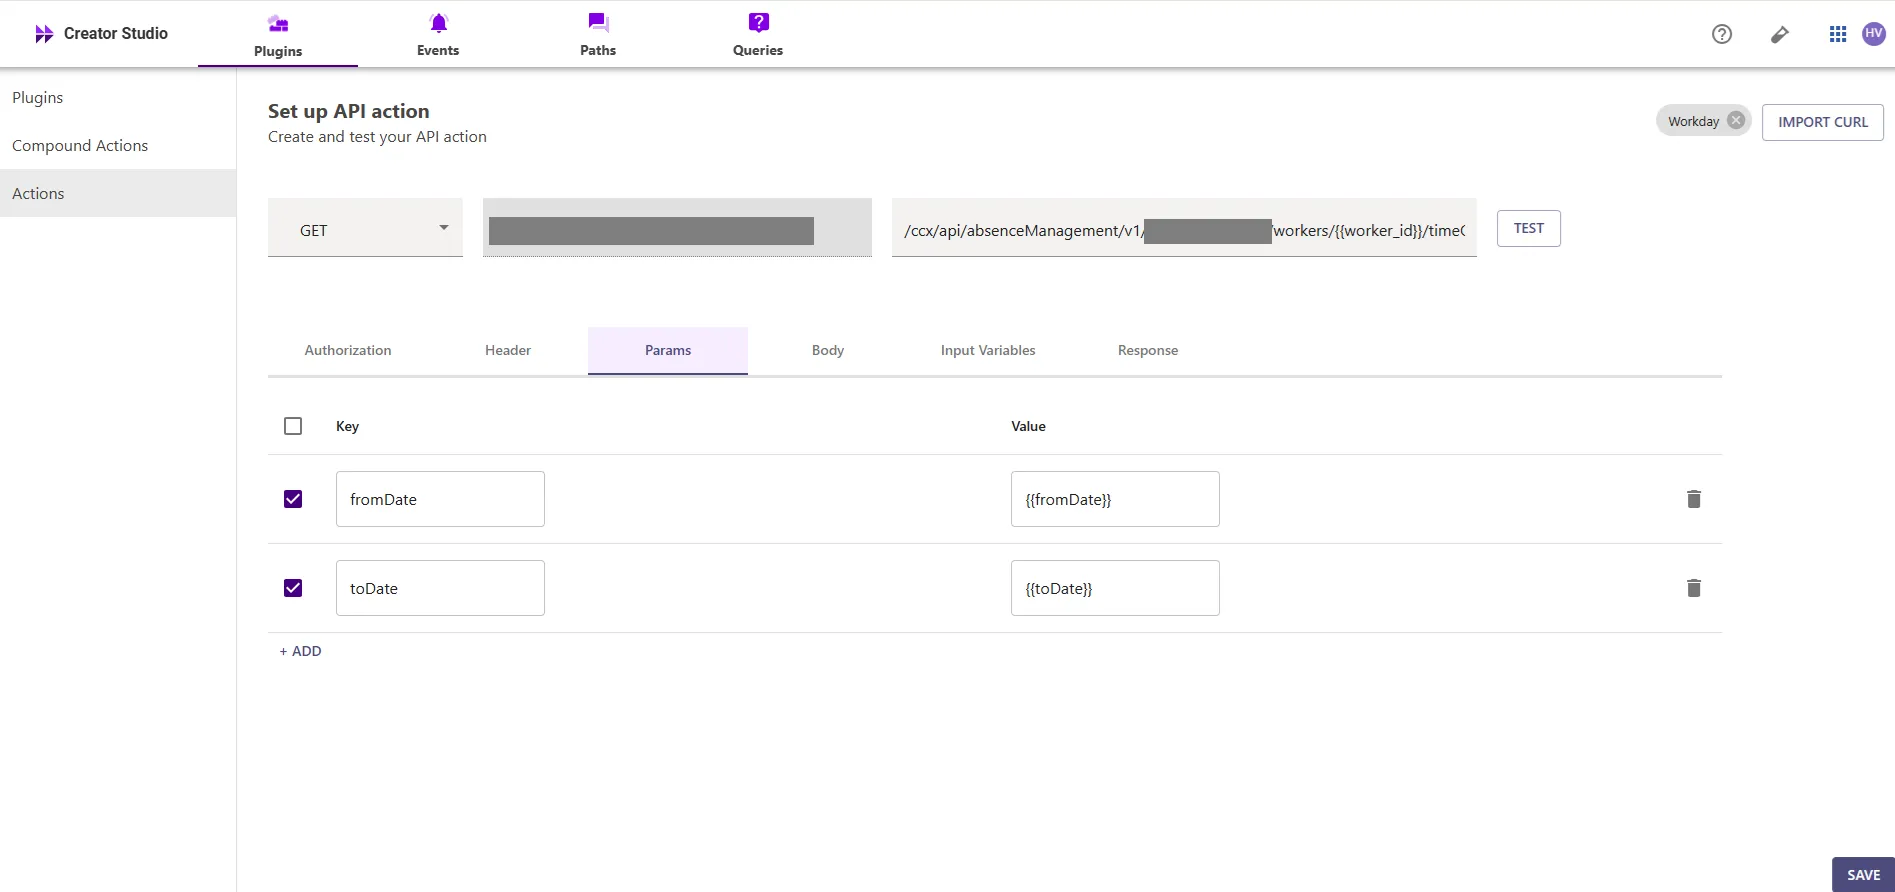 Creator Studio
Plugins
Events
Paths
Queries
HV
Plugins
Compound Actions
Actions
Set up API action
Create and test your API action
Workday
IMPORT CURL
GET
/ccx/api/absenceManagement/v1/ /workers/{{worker_id}}/time
TEST
Authorization
Header
Params
Body
Input Variables
Response
Key
Value
fromDate
{{fromDate}}
toDate
{{toDate}}
+ ADD
SAVE